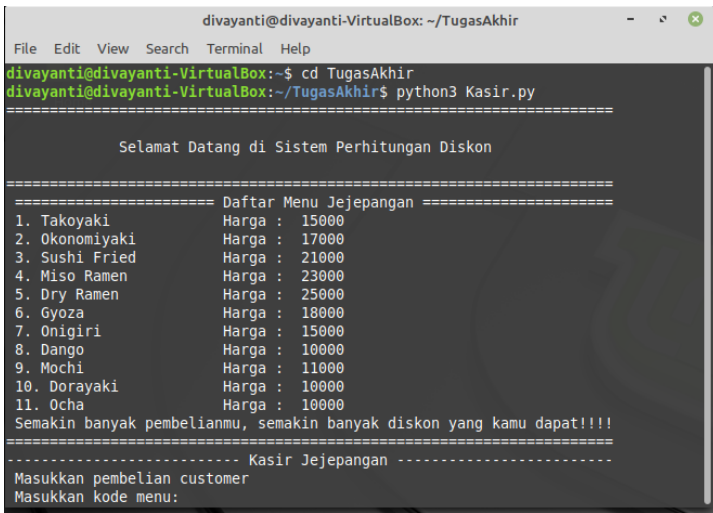 divayanti@divayanti-VirtualBox: ~/TugasAkhir
File Edit View Search Terminal Help
divayanti@divayanti-VirtualBox:~$ cd TugasAkhir
divayanti@divayanti-VirtualBox:~/TugasAkhir$ python3 Kasir.py
======================================================================
Selamat Datang di Sistem Perhitungan Diskon
======================================================================
======================= Daftar Menu Jejepangan ======================
1. Takoyaki Harga : 15000
2. Okonomiyaki Harga : 17000
3. Sushi Fried Harga : 21000
4. Miso Ramen Harga : 23000
5. Dry Ramen Harga : 25000
6. Gyoza Harga : 18000
7. Onigiri Harga : 15000
8. Dango Harga : 10000
9. Mochi Harga : 11000
10. Dorayaki Harga : 10000
11. Ocha Harga : 10000
Semakin banyak pembelianmu, semakin banyak diskon yang kamu dapat!!!!
======================================================================
--------------------------- Kasir Jejepangan -------------------------
Masukkan pembelian customer
Masukkan kode menu: